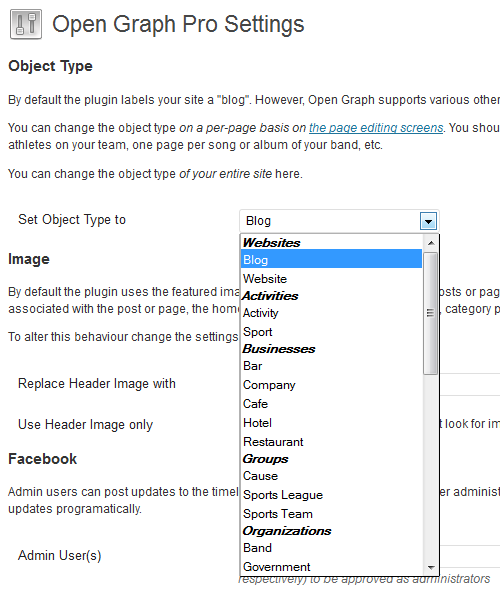 Open Graph Pro Settings
Object Type
By default the plugin labels your site a "blog". However, Open Graph supports various other
You can change the object type on a per-page basis on the page editing screens. You shou
athletes on your team, one page per song or album of your band, etc.
You can change the object type of your entire site here.
Set Object Type to Blog
Websites
Blog
Website
Activities
Activity
Sport
Businesses
Bar
Company
Cafe
Hotel
Restaurant
Groups
Cause
Sports League
Sports Team
Organizations
Band
Government
Image
By default the plugin uses the featured ima osts or pag
associated with the post or page, the hom , category p
To alter this behaviour change the settings
Replace Header Image with
Use Header Image only t look for im
Facebook
Admin users can post updates to the timel er administ
updates programatically.
Admin User(s)
respectively) to be approved as administrators